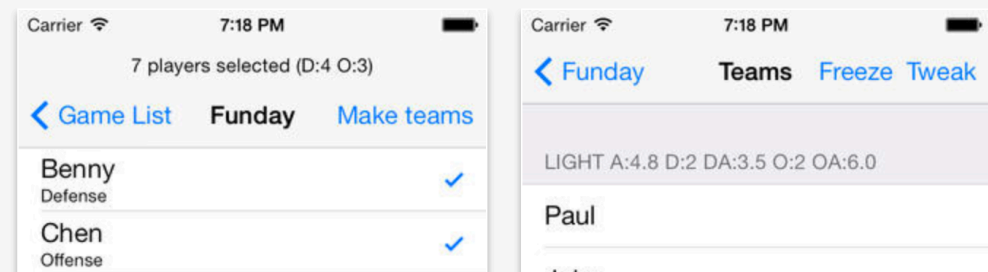 Carrier 7:18 PM
7 players selected (D:4 O:3)
Game List Funday Make teams
Benny
Defense
Chen
Offense
Carrier 7:18 PM
Funday Teams Freeze Tweak
LIGHT A:4.8 D:2 DA:3.5 O:2 OA:6.0
Paul